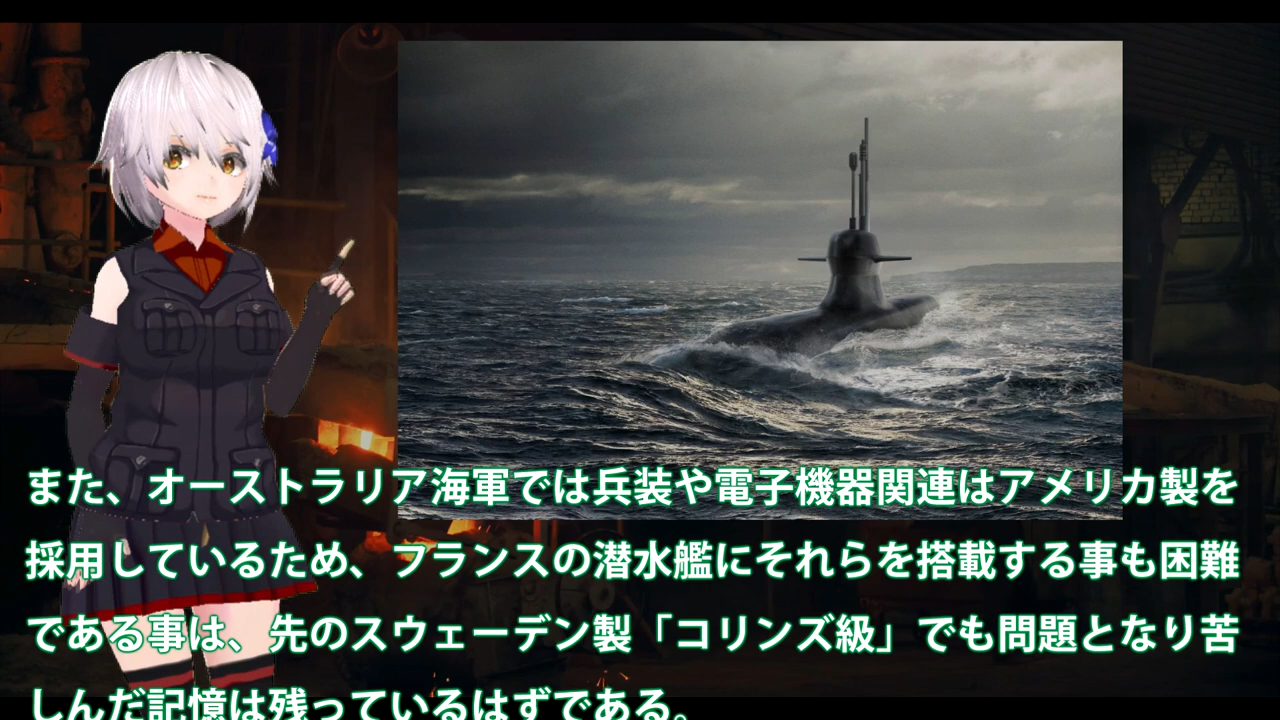 また、オーストラリア海軍では兵装や電子機器関連はアメリカ製を
採用しているため、フランスの潜水艦にそれらを搭載する事も困難
である事は、先のスウェーデン製「コリンズ級」でも問題となり苦
しんだ記憶は残っているはずである。